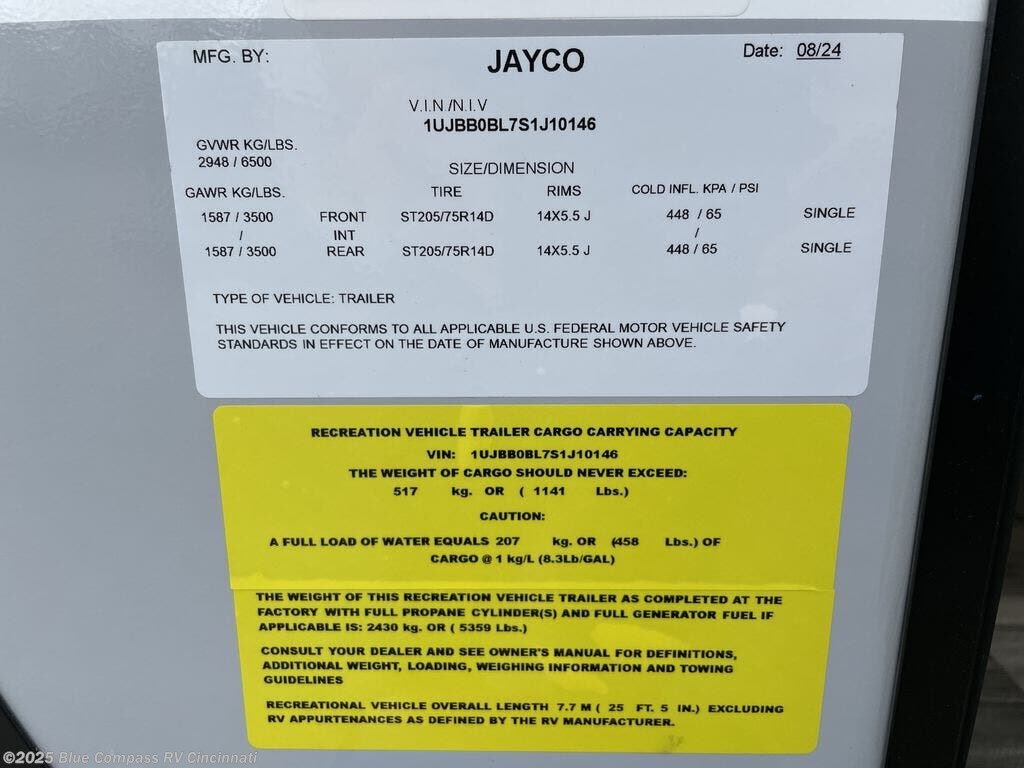 MFG. BY: JAYCO Date: 08/24
V.I.N./N.I.V
1UJBB0BL7S1J10146
GVWR KG/LBS.
2948 / 6500
SIZE/DIMENSION
GAWR KG/LBS. TIRE RIMS COLD INFL. KPA / PSI
1587 / 3500 FRONT ST205/75R14D 14X5.5 J 448 / 65 SINGLE
/ INT /
1587 / 3500 REAR ST205/75R14D 14X5.5 J 448 / 65 SINGLE
TYPE OF VEHICLE: TRAILER
THIS VEHICLE CONFORMS TO ALL APPLICABLE U.S. FEDERAL MOTOR VEHICLE SAFETY
STANDARDS IN EFFECT ON THE DATE OF MANUFACTURE SHOWN ABOVE.
RECREATION VEHICLE TRAILER CARGO CARRYING CAPACITY
VIN: 1UJBB0BL7S1J10146
THE WEIGHT OF CARGO SHOULD NEVER EXCEED:
517 kg. OR ( 1141 Lbs.)
CAUTION:
A FULL LOAD OF WATER EQUALS 207 kg. OR (458 Lbs.) OF
CARGO @ 1 kg/L (8.3Lb/GAL)
THE WEIGHT OF THIS RECREATION VEHICLE TRAILER AS COMPLETED AT THE
FACTORY WITH FULL PROPANE CYLINDER(S) AND FULL GENERATOR FUEL IF
APPLICABLE IS: 2430 kg. OR ( 5359 Lbs.)
CONSULT YOUR DEALER AND SEE OWNER'S MANUAL FOR DEFINITIONS,
ADDITIONAL WEIGHT, LOADING, WEIGHING INFORMATION AND TOWING
GUIDELINES
RECREATIONAL VEHICLE OVERALL LENGTH 7.7 M ( 25 FT. 5 IN.) EXCLUDING
RV APPURTENANCES AS DEFINED BY THE RV MANUFACTURER.
©2025 Blue Compass RV Cincinnati